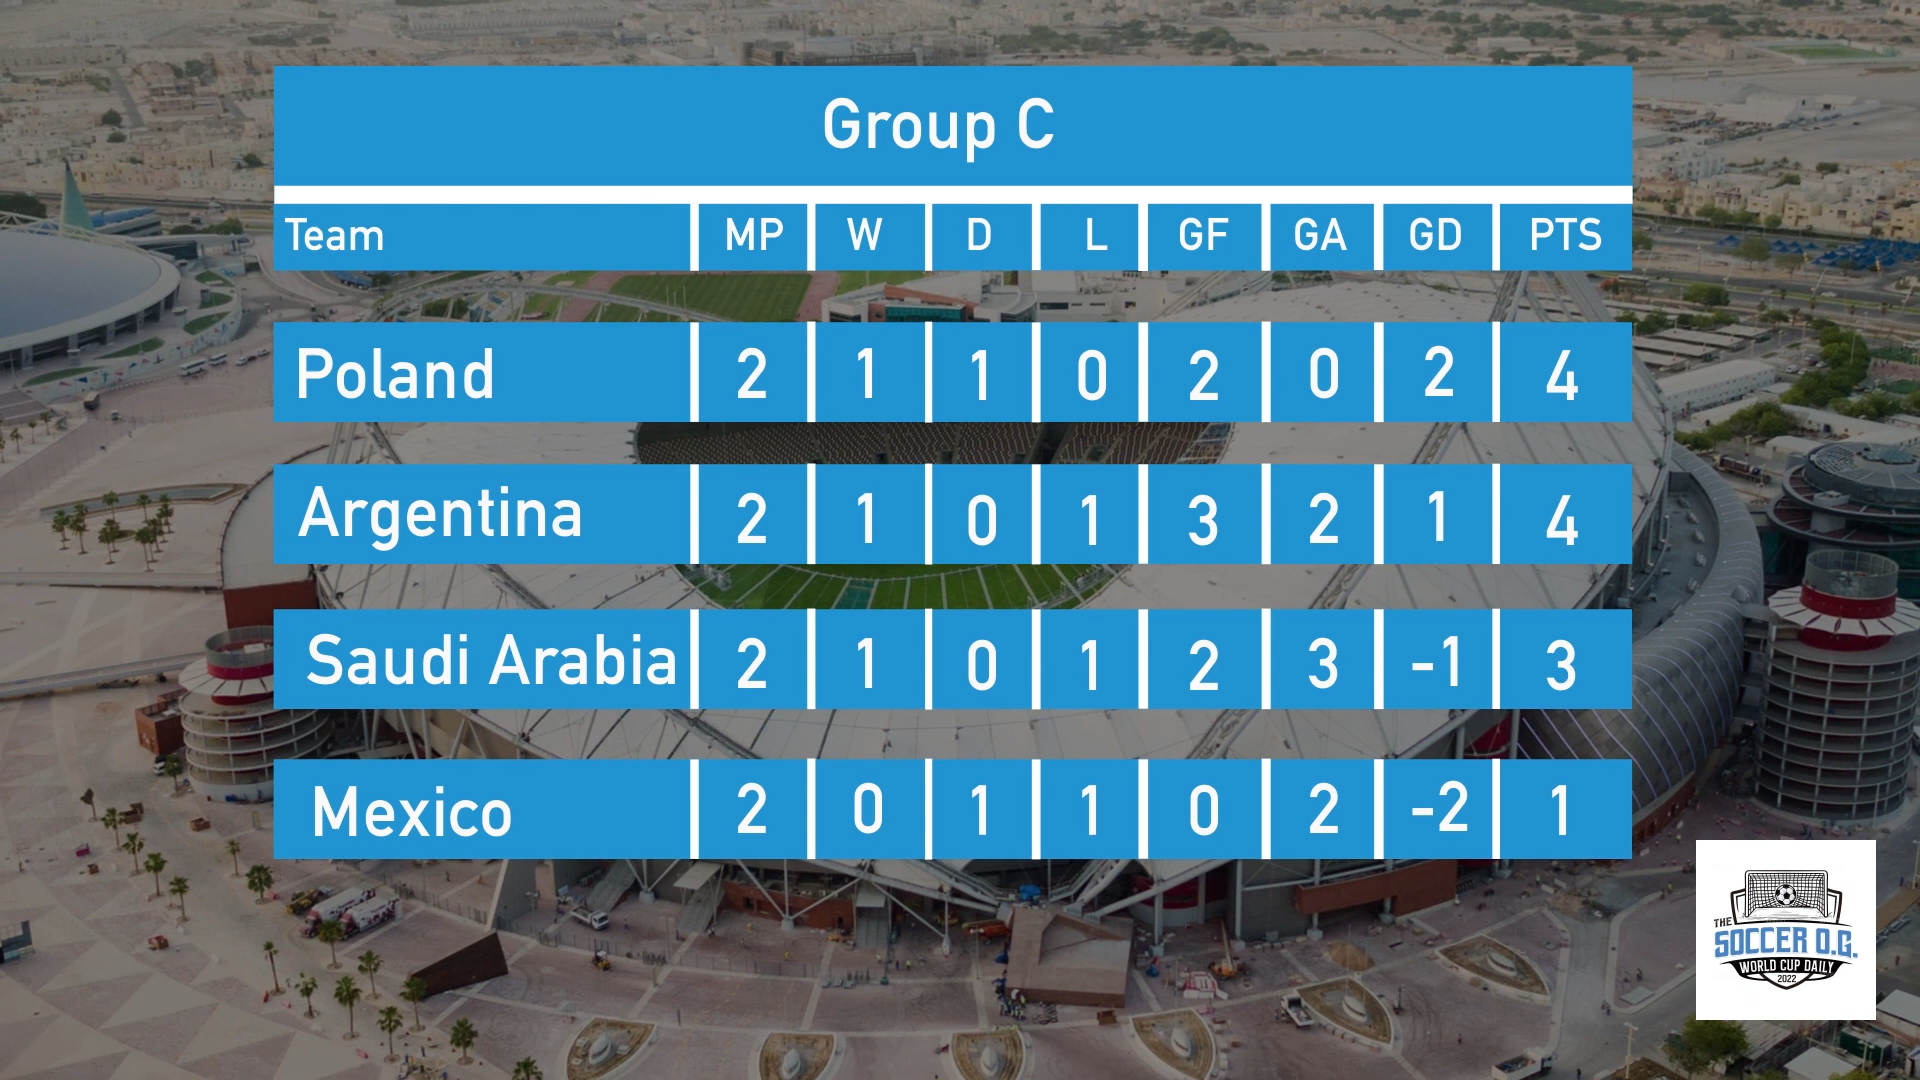 Group C
Team MP W D L GF GA GD PTS
Poland 2 1 1 0 2 0 2 4
Argentina 2 1 0 1 3 2 1 4
Saudi Arabia 2 1 0 1 2 3 -1 3
Mexico 2 0 1 1 0 2 -2 1
THE
SOCCER O.G.
WORLD CUP DAILY
2022